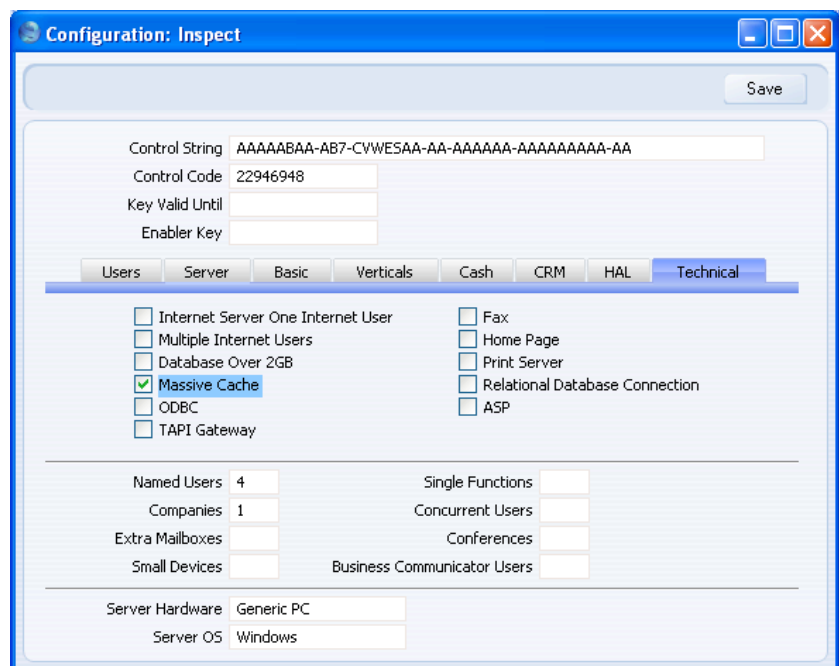 Configuration: Inspect
Save
Control String AAAAABAA-AB7-CVWESAA-AA-AAAAAA-AAAAAAAAA-AA
Control Code 22946948
Key Valid Until
Enabler Key
Users Server Basic Verticals Cash CRM HAL Technical
Internet Server One Internet User Fax
Multiple Internet Users Home Page
Database Over 2GB Print Server
Massive Cache Relational Database Connection
ODBC ASP
TAPI Gateway
Named Users 4 Single Functions
Companies 1 Concurrent Users
Extra Mailboxes Conferences
Small Devices Business Communicator Users
Server Hardware Generic PC
Server OS Windows